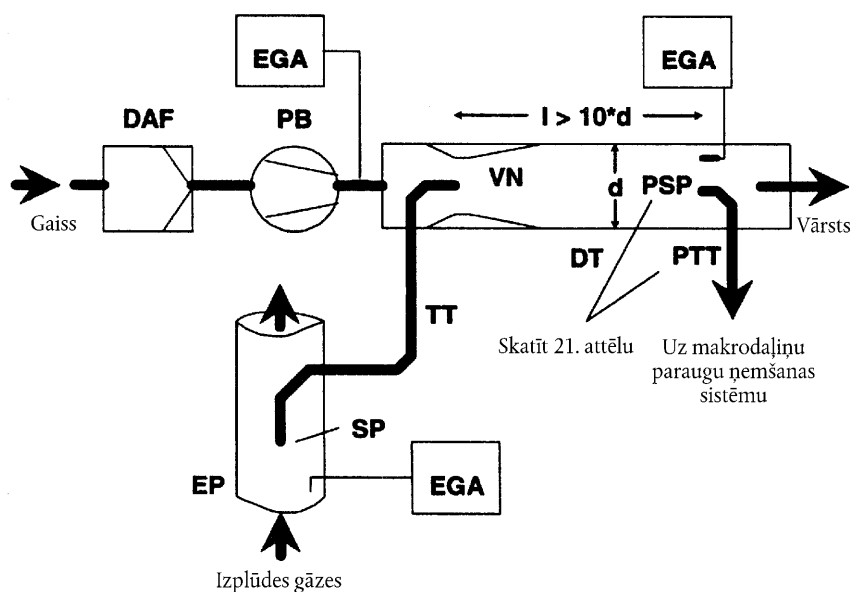 EGA
EGA
DAF
PB
l > 10*d
VN
d
PSP
Gaiss
Vārsts
DT
PTT
TT
Skatīt 21. attēlu
Uz makrodaļiņu
paraugu ņemšanas
sistēmu
SP
EP
EGA
Izplūdes gāzes